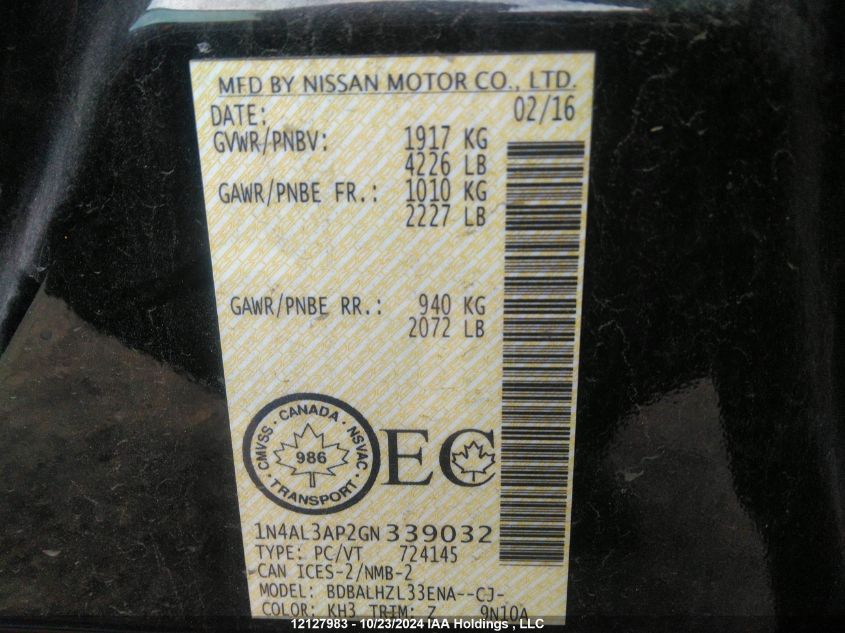 MFD BY NISSAN MOTOR CO., LTD.
DATE: 02/16
GVWR/PNBV: 1917 KG
4226 LB
GAWR/PNBE FR.: 1010 KG
2227 LB
GAWR/PNBE RR.: 940 KG
2072 LB
CMVSS · CANADA · NSVAC
986
TRANSPORT
EC
1N4AL3AP2GN339032
TYPE: PC/VT 724145
CAN ICES-2/NMB-2
MODEL: BDBALHZL33ENA--CJ-
COLOR: KH3 TRIM: Z 9N10A
12127983 - 10/23/2024 IAA Holdings , LLC